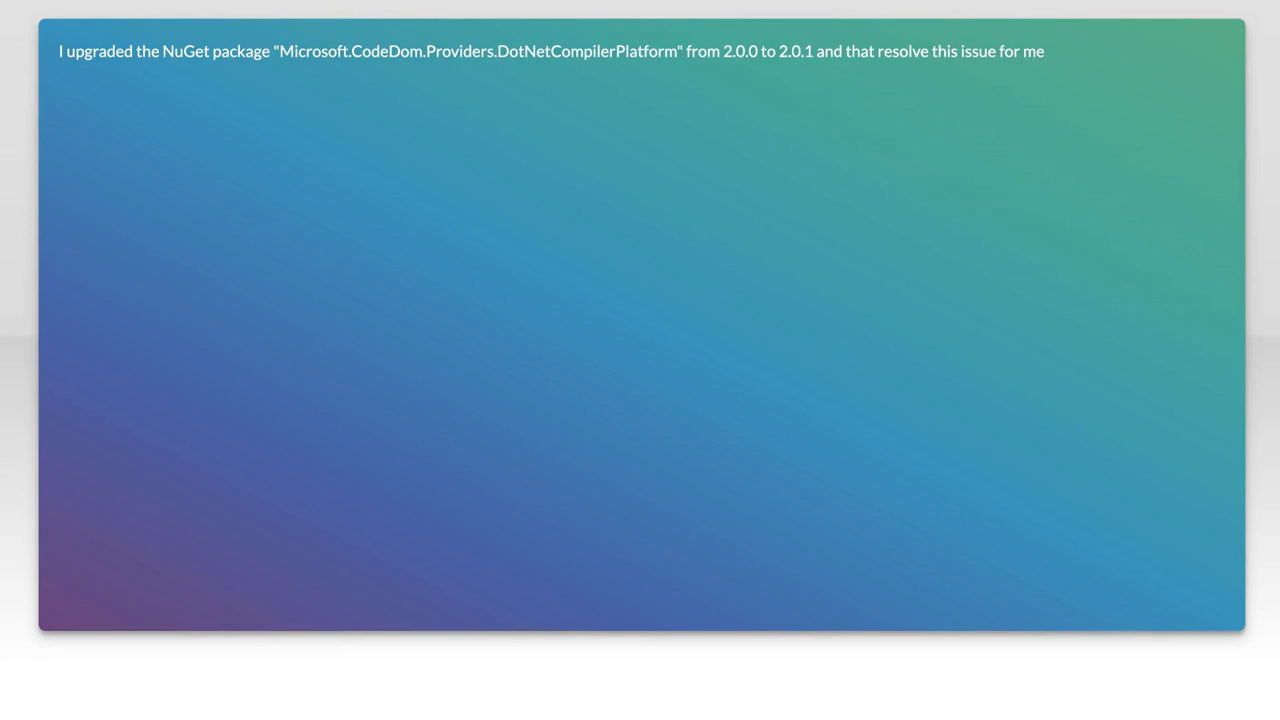 I upgraded the NuGet package "Microsoft.CodeDom.Providers.DotNetCompilerPlatform" from 2.0.0 to 2.0.1 and that resolve this issue for me